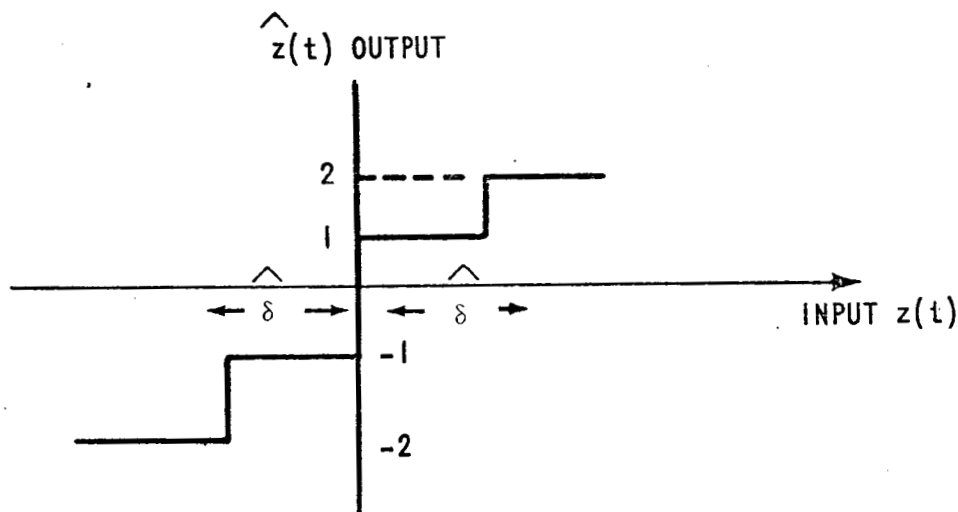 ẑ(t) OUTPUT
2
1
δ̂
δ̂
INPUT z(t)
-1
-2